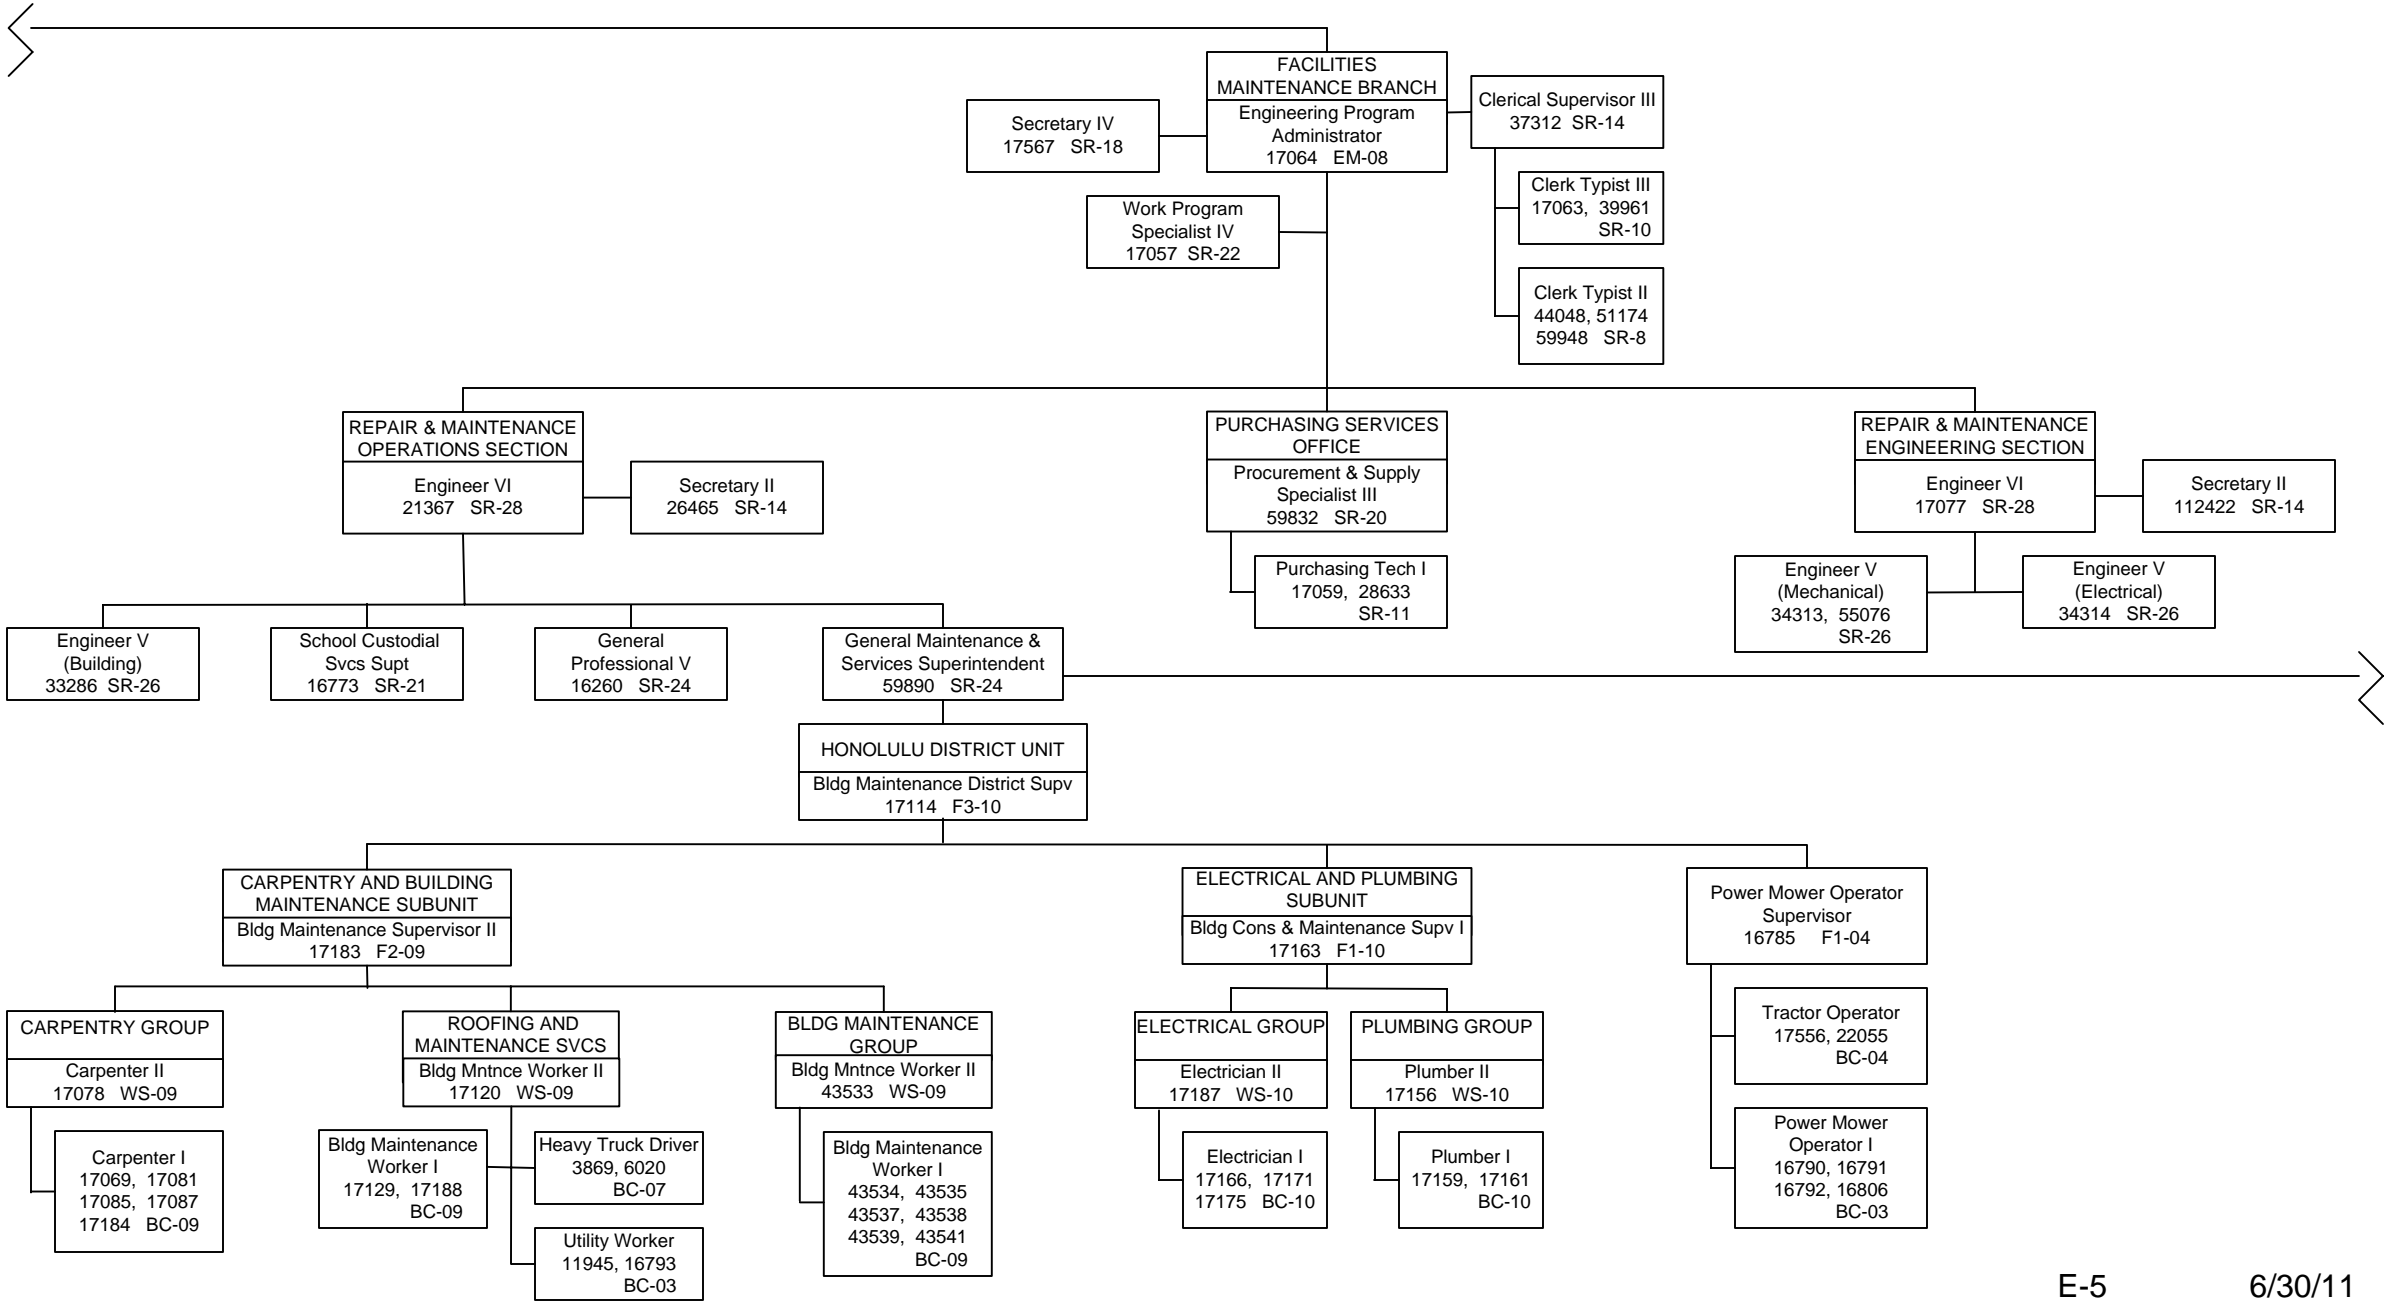 FACILITIES
MAINTENANCE BRANCH
Engineering Program
Administrator
17064 EM-08
Secretary IV
17567 SR-18
Clerical Supervisor III
37312 SR-14
Clerk Typist III
17063, 39961
SR-10
Clerk Typist II
44048, 51174
59948 SR-8
Work Program
Specialist IV
17057 SR-22
REPAIR & MAINTENANCE
OPERATIONS SECTION
Engineer VI
21367 SR-28
Secretary II
26465 SR-14
PURCHASING SERVICES
OFFICE
Procurement & Supply
Specialist III
59832 SR-20
Purchasing Tech I
17059, 28633
SR-11
REPAIR & MAINTENANCE
ENGINEERING SECTION
Engineer VI
17077 SR-28
Secretary II
112422 SR-14
Engineer V
(Mechanical)
34313, 55076
SR-26
Engineer V
(Electrical)
34314 SR-26
Engineer V
(Building)
33286 SR-26
School Custodial
Svcs Supt
16773 SR-21
General
Professional V
16260 SR-24
General Maintenance &
Services Superintendent
59890 SR-24
HONOLULU DISTRICT UNIT
Bldg Maintenance District Supv
17114 F3-10
CARPENTRY AND BUILDING
MAINTENANCE SUBUNIT
Bldg Maintenance Supervisor II
17183 F2-09
ELECTRICAL AND PLUMBING
SUBUNIT
Bldg Cons & Maintenance Supv I
17163 F1-10
Power Mower Operator
Supervisor
16785 F1-04
CARPENTRY GROUP
Carpenter II
17078 WS-09
Carpenter I
17069, 17081
17085, 17087
17184 BC-09
ROOFING AND
MAINTENANCE SVCS
Bldg Mntnce Worker II
17120 WS-09
Bldg Maintenance
Worker I
17129, 17188
BC-09
Heavy Truck Driver
3869, 6020
BC-07
Utility Worker
11945, 16793
BC-03
BLDG MAINTENANCE
GROUP
Bldg Mntnce Worker II
43533 WS-09
Bldg Maintenance
Worker I
43534, 43535
43537, 43538
43539, 43541
BC-09
ELECTRICAL GROUP
Electrician II
17187 WS-10
Electrician I
17166, 17171
17175 BC-10
PLUMBING GROUP
Plumber II
17156 WS-10
Plumber I
17159, 17161
BC-10
Tractor Operator
17556, 22055
BC-04
Power Mower
Operator I
16790, 16791
16792, 16806
BC-03
E-5 6/30/11